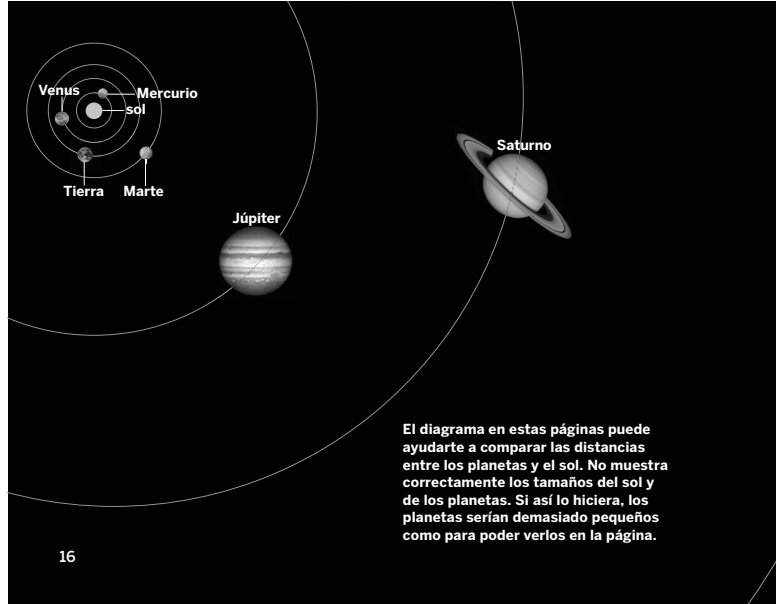 Venus
Mercurio
sol
Tierra
Marte
Saturno
Júpiter
El diagrama en estas páginas puede
ayudarte a comparar las distancias
entre los planetas y el sol. No muestra
correctamente los tamaños del sol y
de los planetas. Si así lo hiciera, los
planetas serían demasiado pequeños
como para poder verlos en la página.
16